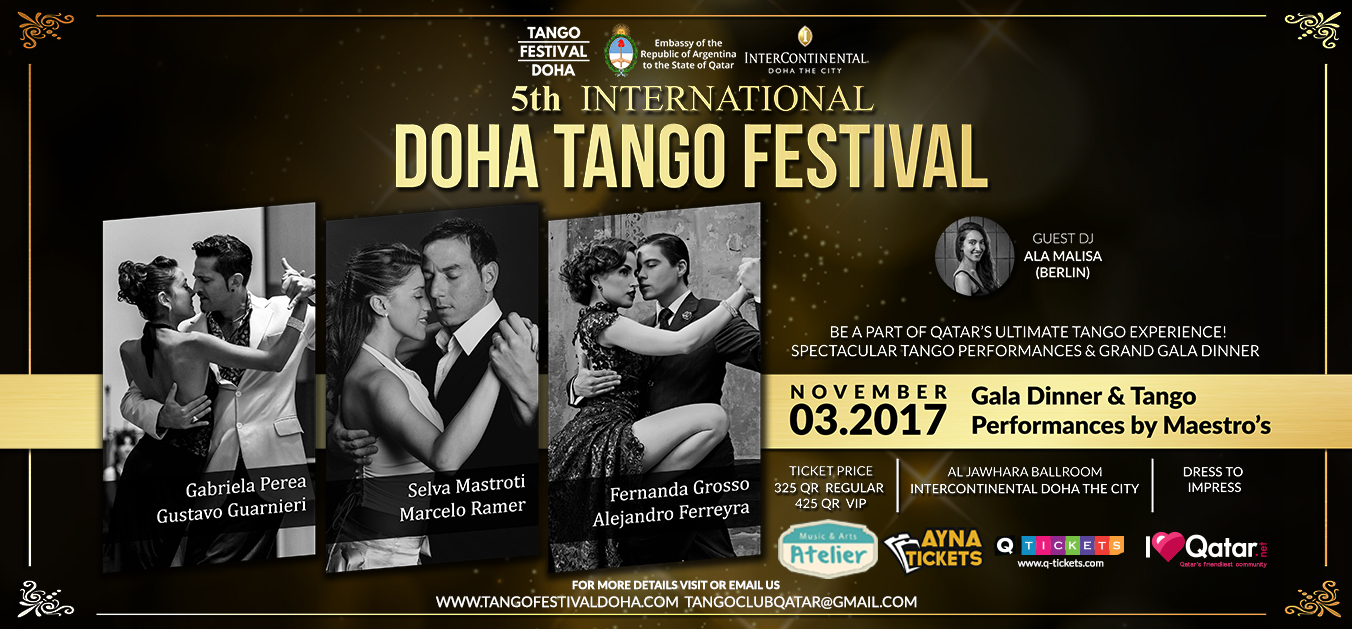 TANGO
FESTIVAL
DOHA
Embassy of the
Republic of Argentina
to the State of Qatar
INTERCONTINENTAL.
DOHA THE CITY
5th INTERNATIONAL
DOHA TANGO FESTIVAL
GUEST DJ
ALA MALISA
(BERLIN)
BE A PART OF QATAR'S ULTIMATE TANGO EXPERIENCE!
SPECTACULAR TANGO PERFORMANCES & GRAND GALA DINNER
NOVEMBER
03.2017
Gala Dinner & Tango
Performances by Maestro's
Gabriela Perea
Gustavo Guarnieri
Selva Mastroti
Marcelo Ramer
Fernanda Grosso
Alejandro Ferreyra
TICKET PRICE
325 QR REGULAR
425 QR VIP
AL JAWHARA BALLROOM
INTERCONTINENTAL DOHA THE CITY
DRESS TO
IMPRESS
Music & Arts
Atelier
AYNA
TICKETS
Q TICKETS
www.q-tickets.com
I Qatar.net
Qatar's friendliest community
FOR MORE DETAILS VISIT OR EMAIL US
WWW.TANGOFESTIVALDOHA.COM TANGOCLUBQATAR@GMAIL.COM